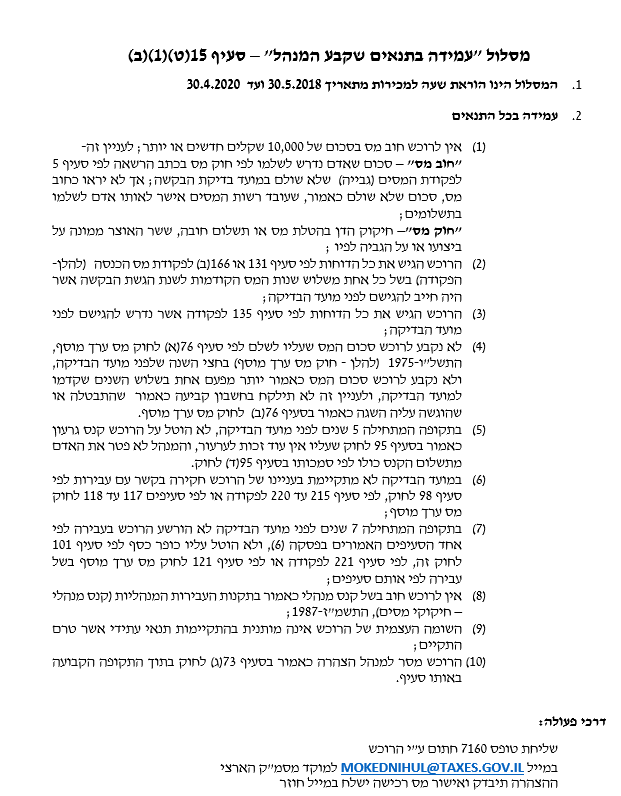 מסלול "עמידה בתנאים שקבע המנהל" – סעיף 15(ט)(1)(ב)
1. המסלול הינו הוראת שעה למכירות מתאריך 30.5.2018 ועד 30.4.2020
2. עמידה בכל התנאים
(1) אין לרוכש חוב מס בסכום של 10,000 שקלים חדשים או יותר; לעניין זה-
"חוב מס" – סכום שאדם נדרש לשלמו לפי חוק מס בכתב הרשאה לפי סעיף 5
לפקודת המסים (גבייה) שלא שולם במועד בדיקת הבקשה; אך לא יראו כחוב
מס, סכום שלא שולם כאמור, שעובד רשות המסים אישר לאותו אדם לשלמו
בתשלומים;
"חוק מס"– חיקוק הדן בהטלת מס או תשלום חובה, ששר האוצר ממונה על
ביצועו או על הגביה לפיו ;
(2) הרוכש הגיש את כל הדוחות לפי סעיף 131 או 166(ב) לפקודת מס הכנסה (להלן-
הפקודה) בשל כל אחת משלוש שנות המס הקודמות לשנת הגשת הבקשה אשר
היה חייב להגישם לפני מועד הבדיקה;
(3) הרוכש הגיש את כל הדוחות לפי סעיף 135 לפקודה אשר נדרש להגישם לפני
מועד הבדיקה;
(4) לא נקבע לרוכש סכום המס שעליו לשלם לפי סעיף 76(א) לחוק מס ערך מוסף,
התשל"ו-1975 (להלן - חוק מס ערך מוסף) בחצי השנה שלפני מועד הבדיקה,
ולא נקבע לרוכש סכום המס כאמור יותר מפעם אחת בשלוש השנים שקדמו
למועד הבדיקה, ולעניין זה לא תילקח בחשבון קביעה כאמור שהתבטלה או
שהוגשה עליה השגה כאמור בסעיף 76(ב) לחוק מס ערך מוסף.
(5) בתקופה המתחילה 5 שנים לפני מועד הבדיקה, לא הוטל על הרוכש קנס גרעון
כאמור בסעיף 95 לחוק שעליו אין עוד זכות לערעור, והמנהל לא פטר את האדם
מתשלום הקנס כולו לפי סמכותו בסעיף 95(ד) לחוק.
(6) במועד הבדיקה לא מתקיימת בעניינו של הרוכש חקירה בקשר עם עבירות לפי
סעיף 98 לחוק, לפי סעיף 215 עד 220 לפקודה או לפי סעיפים 117 עד 118 לחוק
מס ערך מוסף;
(7) בתקופה המתחילה 7 שנים לפני מועד הבדיקה לא הורשע הרוכש בעבירה לפי
אחד הסעיפים האמורים בפסקה (6), ולא הוטל עליו כופר כסף לפי סעיף 101
לחוק זה, לפי סעיף 221 לפקודה או לפי סעיף 121 לחוק מס ערך מוסף בשל
עבירה לפי אותם סעיפים;
(8) אין לרוכש חוב בשל קנס מנהלי כאמור בתקנות העבירות המנהליות (קנס מנהלי
– חיקוקי מסים), התשמ"ז-1987;
(9) השומה העצמית של הרוכש אינה מותנית בהתקיימות תנאי עתידי אשר טרם
התקיים;
(10) הרוכש מסר למנהל הצהרה כאמור בסעיף 73(ג) לחוק בתוך התקופה הקבועה
באותו סעיף.
דרכי פעולה:
שליחת טופס 7160 חתום ע"י הרוכש
במייל MOKEDNIHUL@TAXES.GOV.IL למוקד מסמ"ק הארצי
ההצהרה תיבדק ואישור מס רכישה ישלח במייל חוזר